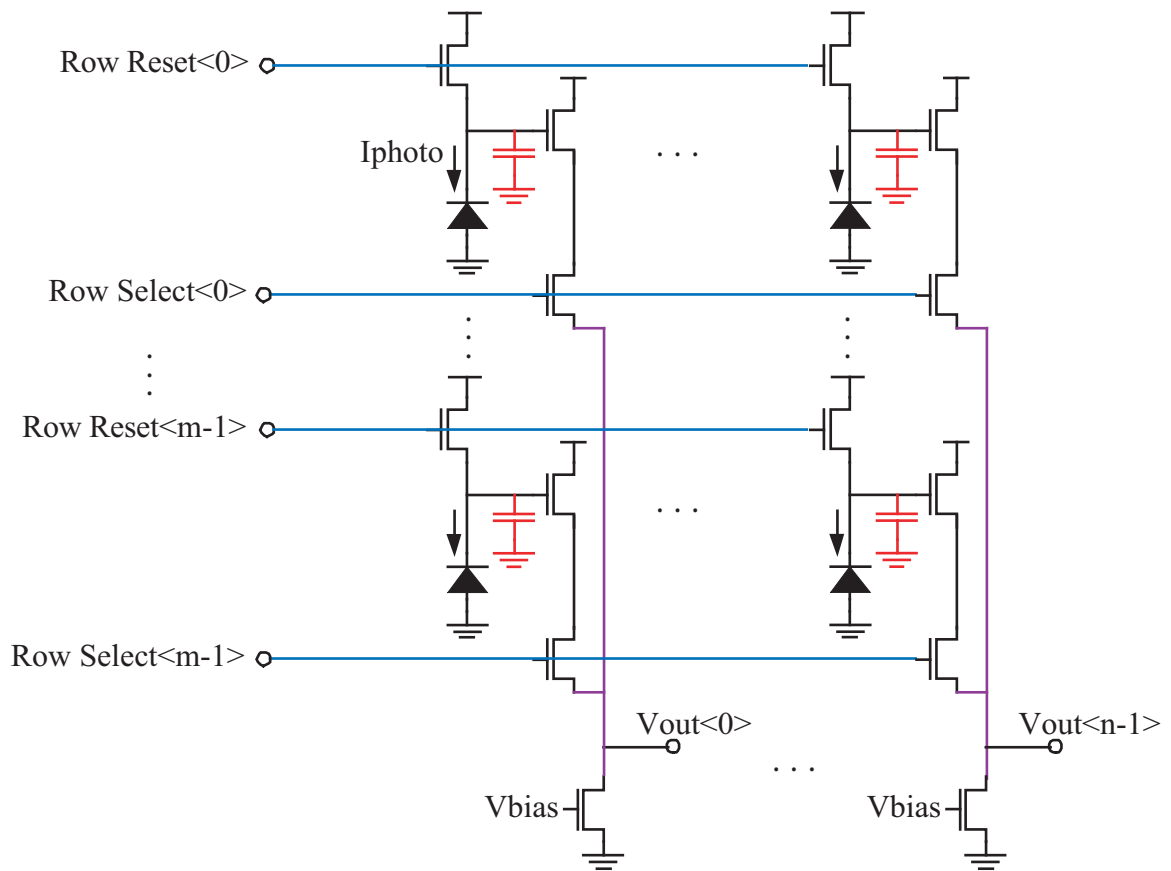 Row Reset<0>
Iphoto
. . .
Row Select<0>
Row Reset<m-1>
. . .
Row Select<m-1>
Vout<0>
Vout<n-1>
. . .
Vbias
Vbias